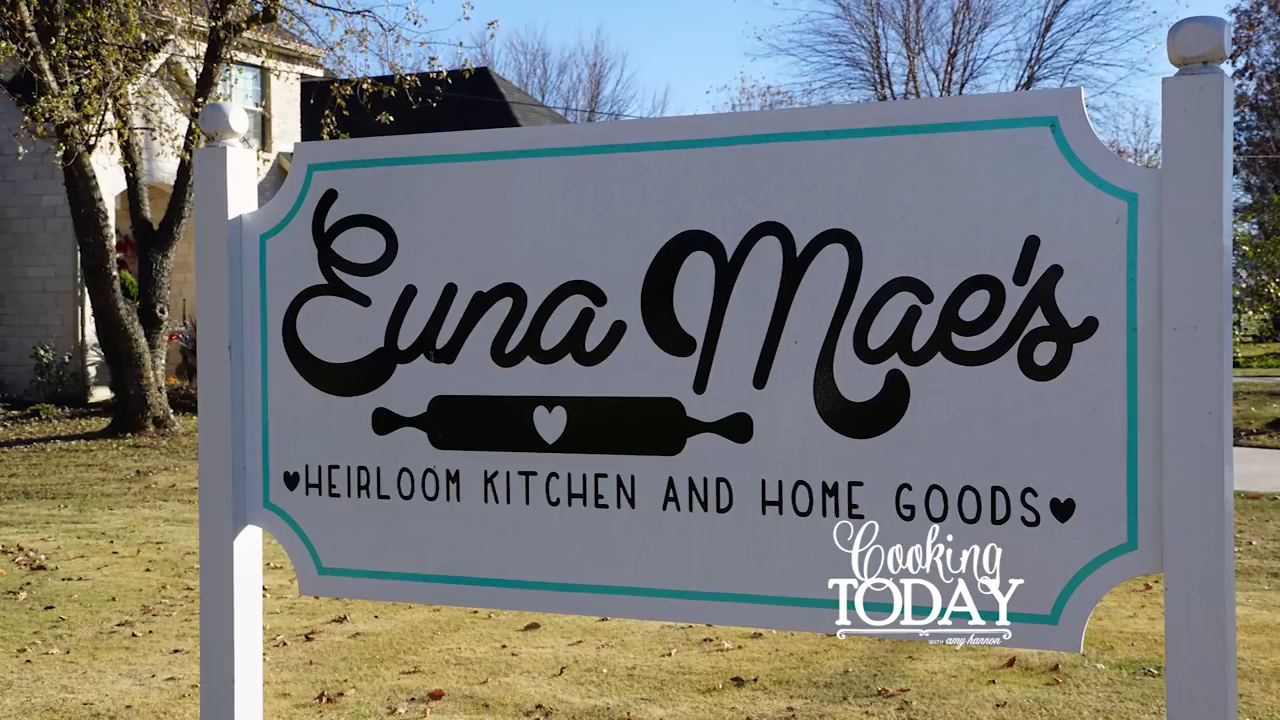 Euna Mae's
HEIRLOOM KITCHEN AND HOME GOODS
Cooking
TODAY
WITH amy hannon